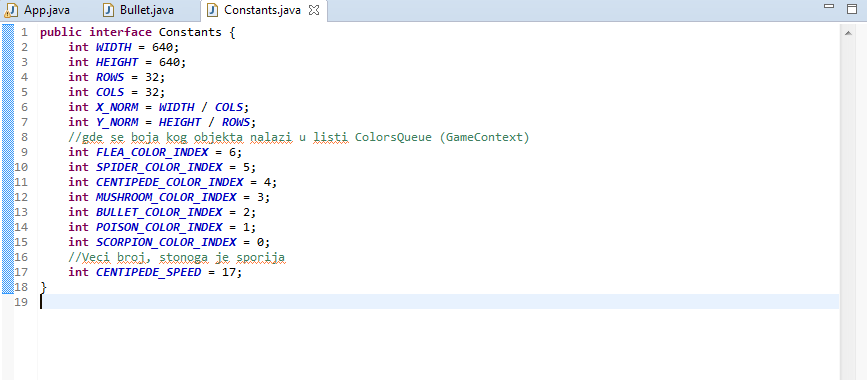 App.java Bullet.java Constants.java
1 public interface Constants {
2 int WIDTH = 640;
3 int HEIGHT = 640;
4 int ROWS = 32;
5 int COLS = 32;
6 int X_NORM = WIDTH / COLS;
7 int Y_NORM = HEIGHT / ROWS;
8 //gde se boja kog objekta nalazi u listi ColorsQueue (GameContext)
9 int FLEA_COLOR_INDEX = 6;
10 int SPIDER_COLOR_INDEX = 5;
11 int CENTIPEDE_COLOR_INDEX = 4;
12 int MUSHROOM_COLOR_INDEX = 3;
13 int BULLET_COLOR_INDEX = 2;
14 int POISON_COLOR_INDEX = 1;
15 int SCORPION_COLOR_INDEX = 0;
16 //Veci broj, stonoga je sporija
17 int CENTIPEDE_SPEED = 17;
18 }
19